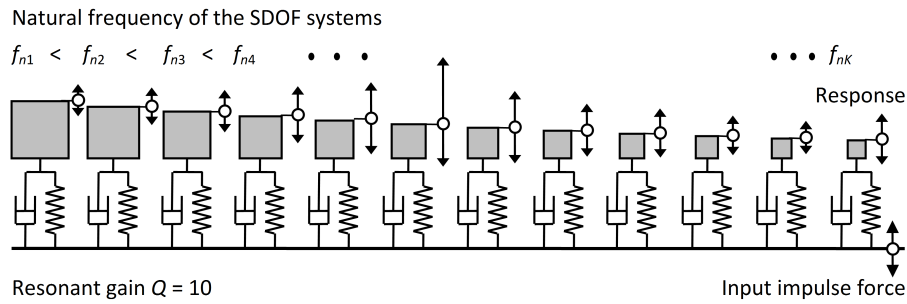 Natural frequency of the SDOF systems
fn1 < fn2 < fn3 < fn4 • • • • • • fnK
Response
Resonant gain Q = 10 Input impulse force